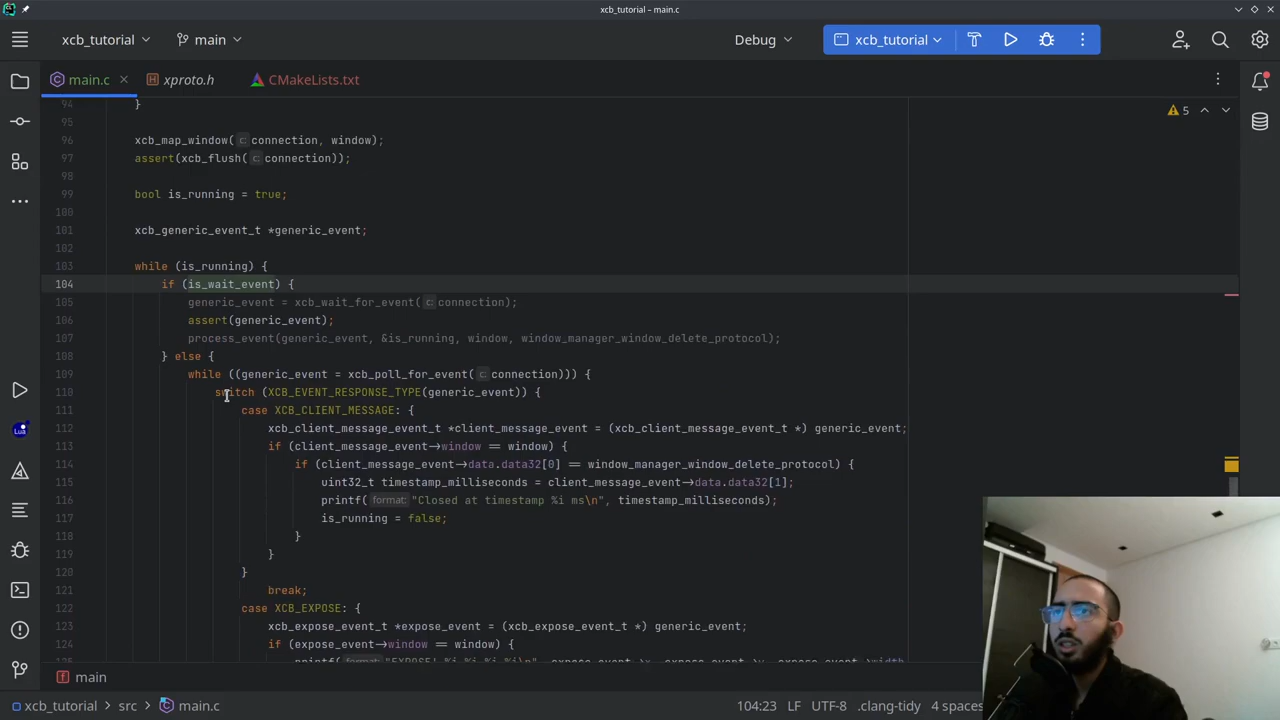 xcb_tutorial – main.c
xcb_tutorial
main
Debug
xcb_tutorial
main.c
xproto.h
CMakeLists.txt
5
94 }
95
96 xcb_map_window( c: connection, window);
97 assert(xcb_flush( c: connection));
98
99 bool is_running = true;
100
101 xcb_generic_event_t *generic_event;
102
103 while (is_running) {
104 if (is_wait_event) {
105 generic_event = xcb_wait_for_event( c: connection);
106 assert(generic_event);
107 process_event(generic_event, &is_running, window, window_manager_window_delete_protocol);
108 } else {
109 while ((generic_event = xcb_poll_for_event( c: connection))) {
110 switch (XCB_EVENT_RESPONSE_TYPE(generic_event)) {
111 case XCB_CLIENT_MESSAGE: {
112 xcb_client_message_event_t *client_message_event = (xcb_client_message_event_t *) generic_event;
113 if (client_message_event->window == window) {
114 if (client_message_event->data.data32[0] == window_manager_window_delete_protocol) {
115 uint32_t timestamp_milliseconds = client_message_event->data.data32[1];
116 printf( format: "Closed at timestamp %i ms\n", timestamp_milliseconds);
117 is_running = false;
118 }
119 }
120 }
121 break;
122 case XCB_EXPOSE: {
123 xcb_expose_event_t *expose_event = (xcb_expose_event_t *) generic_event;
124 if (expose_event->window == window) {
Lua
main
xcb_tutorial > src > main.c
104:23 LF UTF-8 .clang-tidy 4 spaces